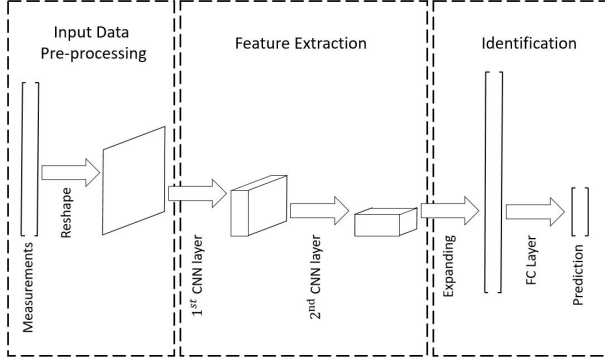 Input Data
Pre-processing
Feature Extraction
Identification
Measurements
Reshape
1st CNN layer
2nd CNN layer
Expanding
FC Layer
Prediction